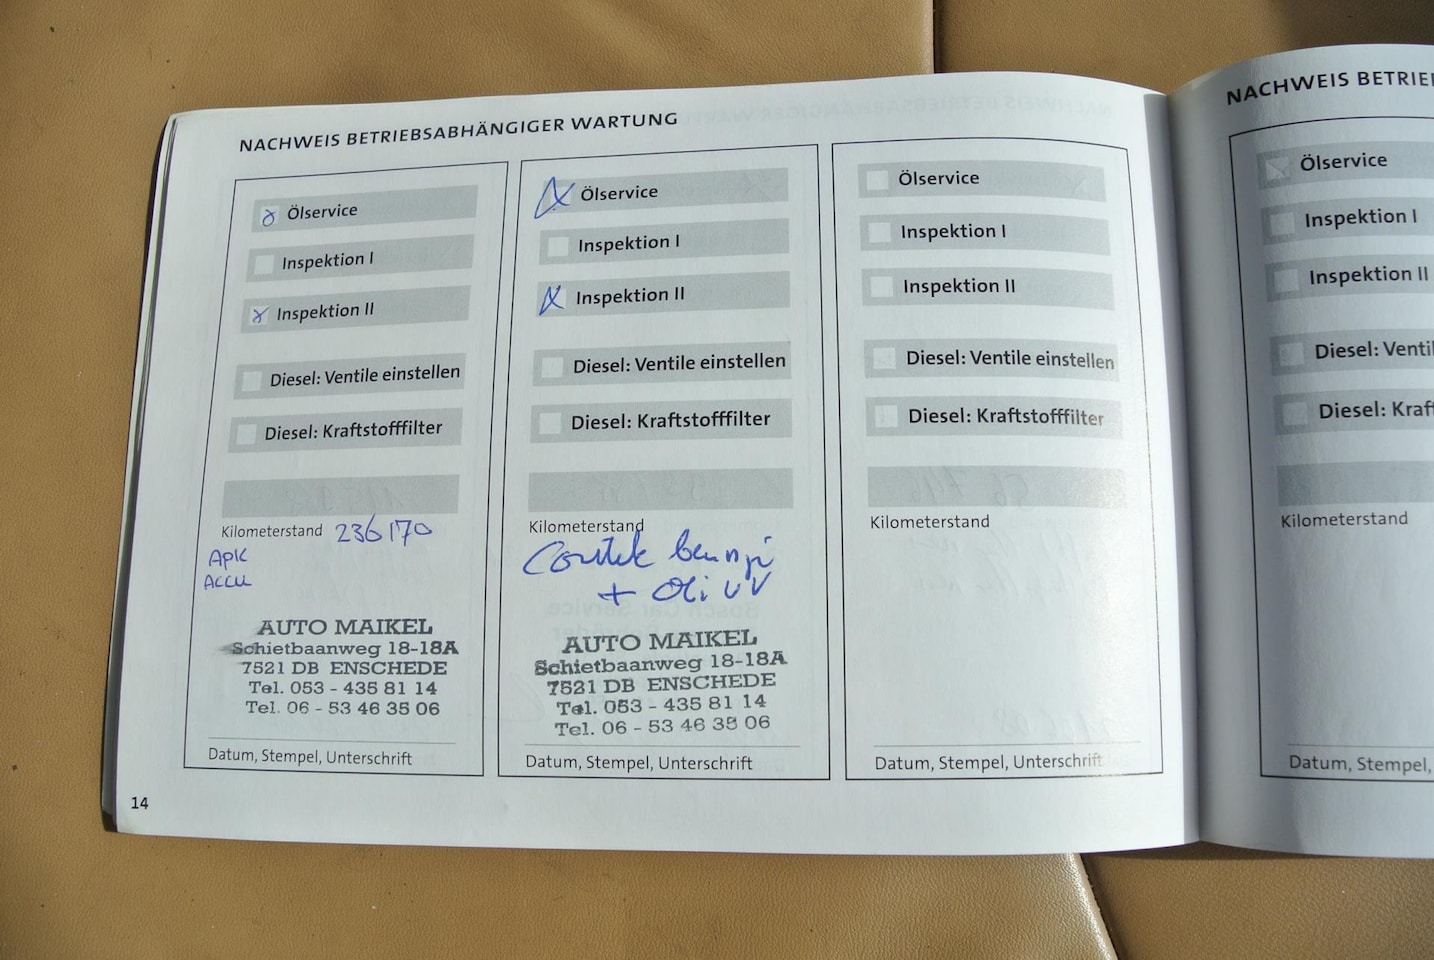 NACHWEIS BETRIEBSABHÄNGIGER WARTUNG
Ölservice
Inspektion I
Inspektion II
Diesel: Ventile einstellen
Diesel: Kraftstofffilter
Kilometerstand 236170
APK
ACCU
AUTO MAIKEL
Schietbaanweg 18-18A
7521 DB ENSCHEDE
Tel. 053 - 435 81 14
Tel. 06 - 53 46 35 06
Datum, Stempel, Unterschrift
14
Ölservice
Inspektion I
Inspektion II
Diesel: Ventile einstellen
Diesel: Kraftstofffilter
Kilometerstand
+ Oli VV
AUTO MAIKEL
Schietbaanweg 18-18A
7521 DB ENSCHEDE
Tel. 053 - 435 81 14
Tel. 06 - 53 46 35 06
Datum, Stempel, Unterschrift
Ölservice
Inspektion I
Inspektion II
Diesel: Ventile einstellen
Diesel: Kraftstofffilter
Kilometerstand
Datum, Stempel, Unterschrift
NACHWEIS BETRIE
Ölservice
Inspektion I
Inspektion II
Diesel: Venti
Diesel: Kraf
Kilometerstand
Datum, Stempel,